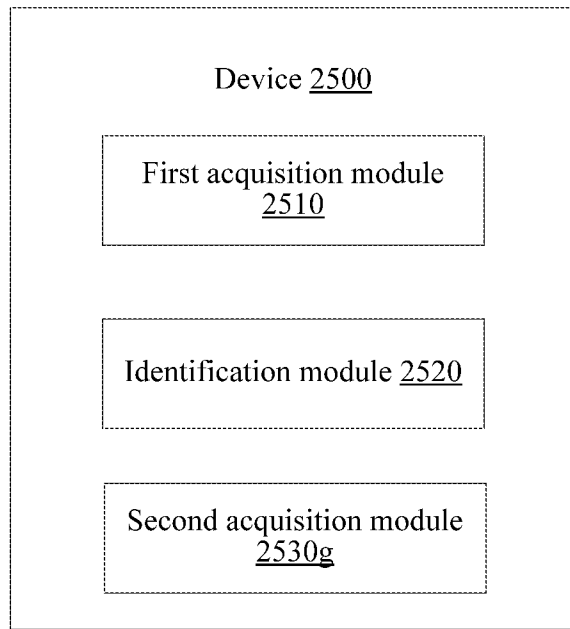 Device 2500
First acquisition module
2510
Identification module 2520
Second acquisition module
2530g